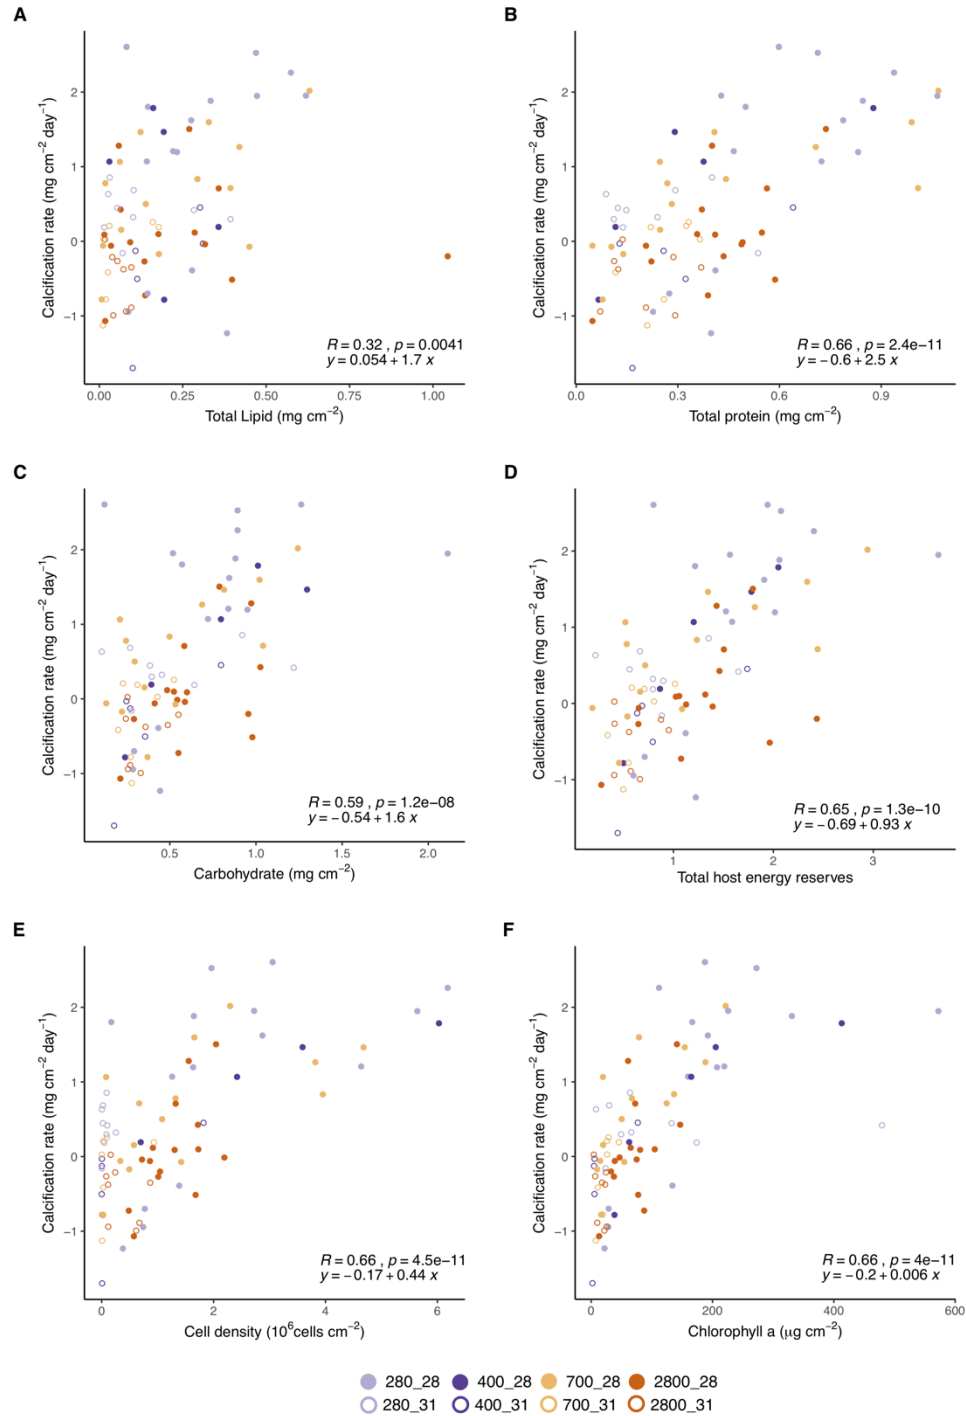 A
B
Calcification rate (mg cm⁻² day⁻¹)
2
1
0
−1
0.00 0.25 0.50 0.75 1.00
Total Lipid (mg cm⁻²)
R = 0.32 , p = 0.0041
y = 0.054 + 1.7 x
Calcification rate (mg cm⁻² day⁻¹)
2
1
0
−1
0.0 0.3 0.6 0.9
Total protein (mg cm⁻²)
R = 0.66 , p = 2.4e−11
y = −0.6 + 2.5 x
C
D
Calcification rate (mg cm⁻² day⁻¹)
2
1
0
−1
0.5 1.0 1.5 2.0
Carbohydrate (mg cm⁻²)
R = 0.59 , p = 1.2e−08
y = −0.54 + 1.6 x
Calcification rate (mg cm⁻² day⁻¹)
2
1
0
−1
1 2 3
Total host energy reserves
R = 0.65 , p = 1.3e−10
y = −0.69 + 0.93 x
E
F
Calcification rate (mg cm⁻² day⁻¹)
2
1
0
−1
0 2 4 6
Cell density (10⁶cells cm⁻²)
R = 0.66 , p = 4.5e−11
y = −0.17 + 0.44 x
Calcification rate (mg cm⁻² day⁻¹)
2
1
0
−1
0 200 400 600
Chlorophyll a (μg cm⁻²)
R = 0.66 , p = 4e−11
y = −0.2 + 0.006 x
280_28 400_28 700_28 2800_28
280_31 400_31 700_31 2800_31